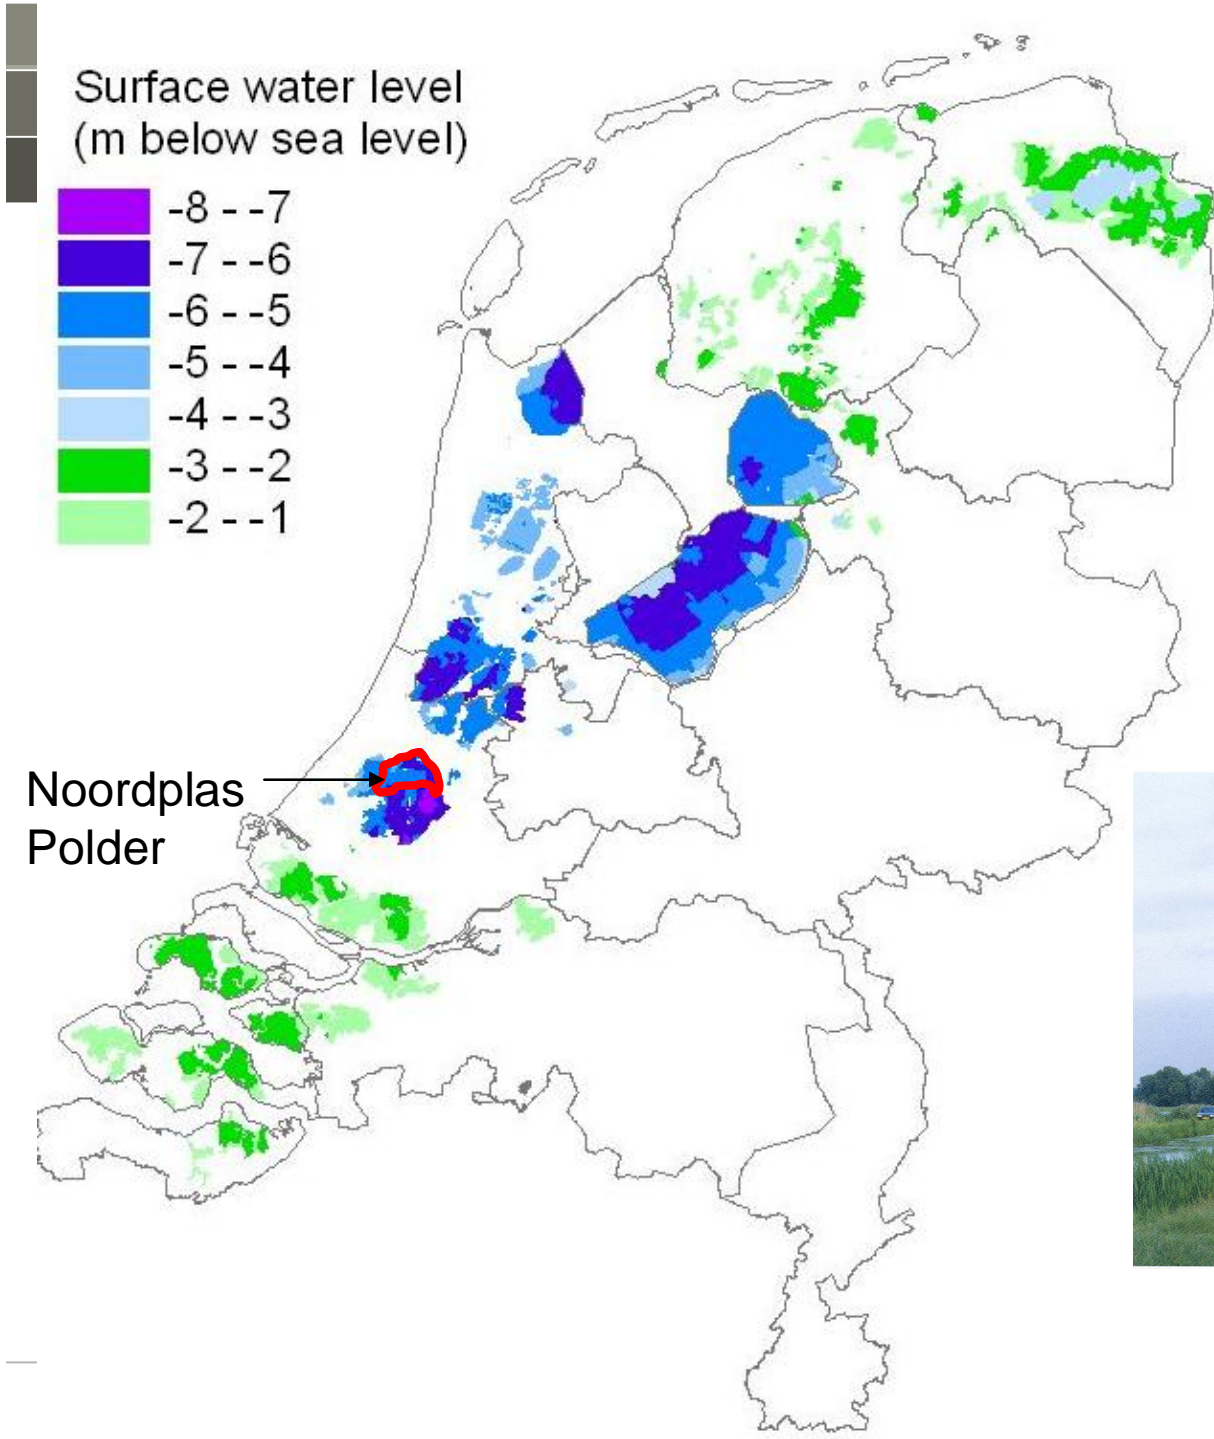 Surface water level
(m below sea level)
-8 - -7
-7 - -6
-6 - -5
-5 - -4
-4 - -3
-3 - -2
-2 - -1
Noordplas
Polder